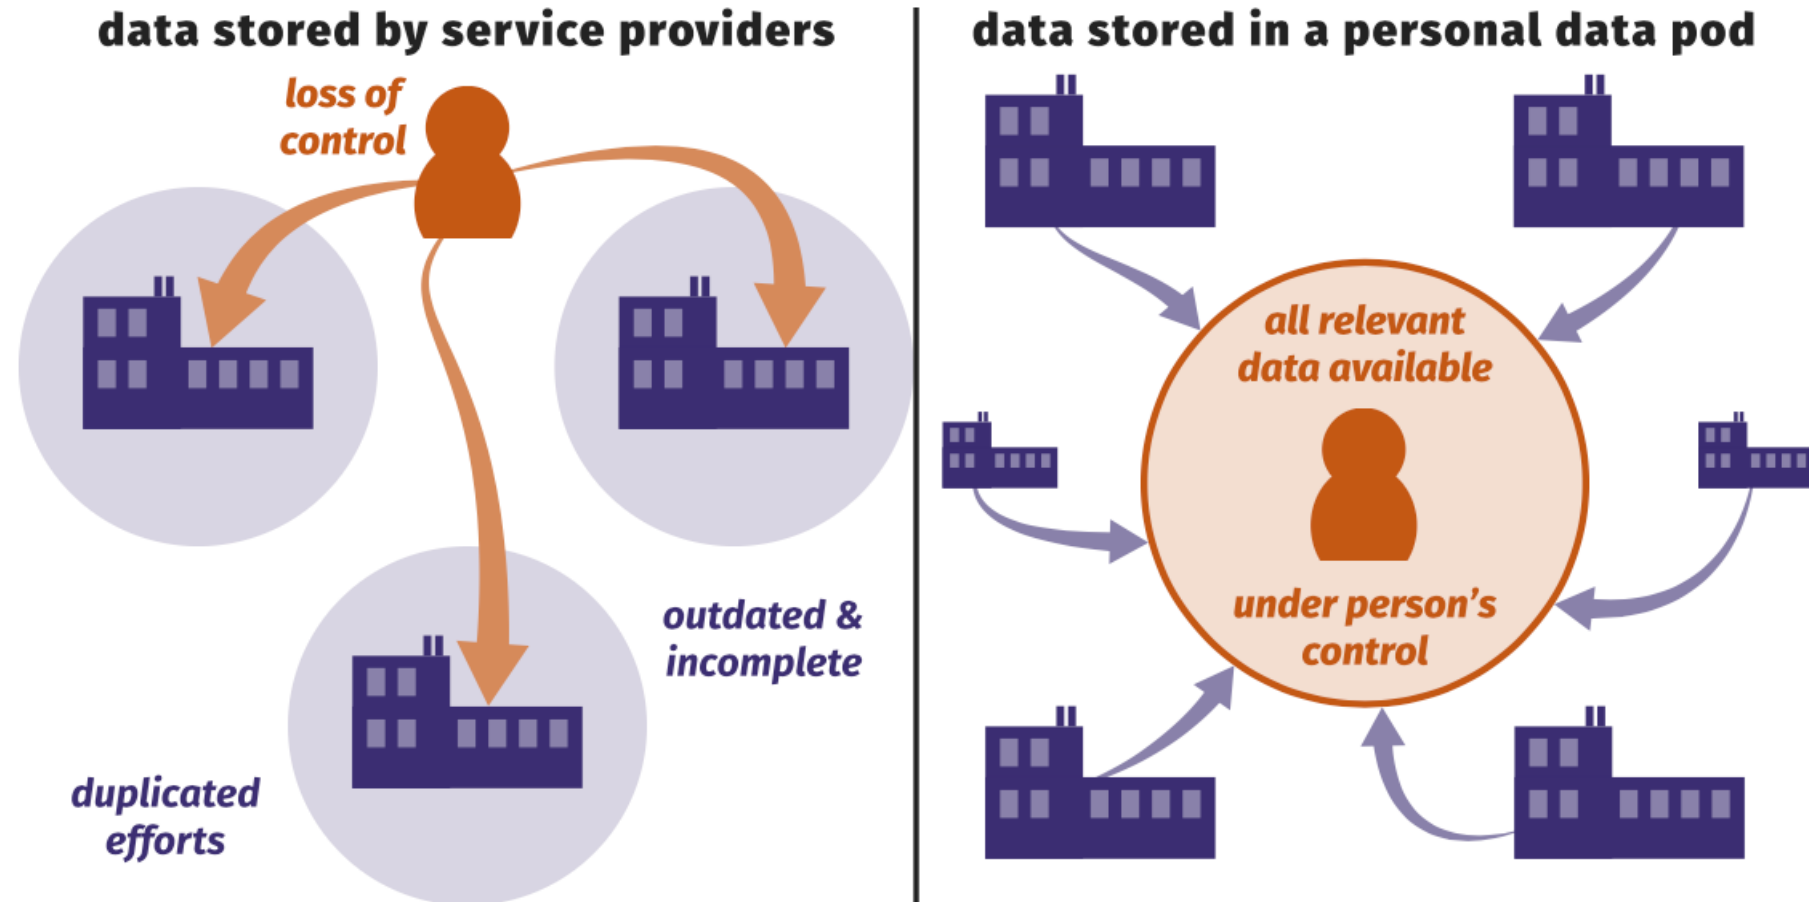 data stored by service providers
loss of
control
outdated &
incomplete
duplicated
efforts
data stored in a personal data pod
all relevant
data available
under person’s
control